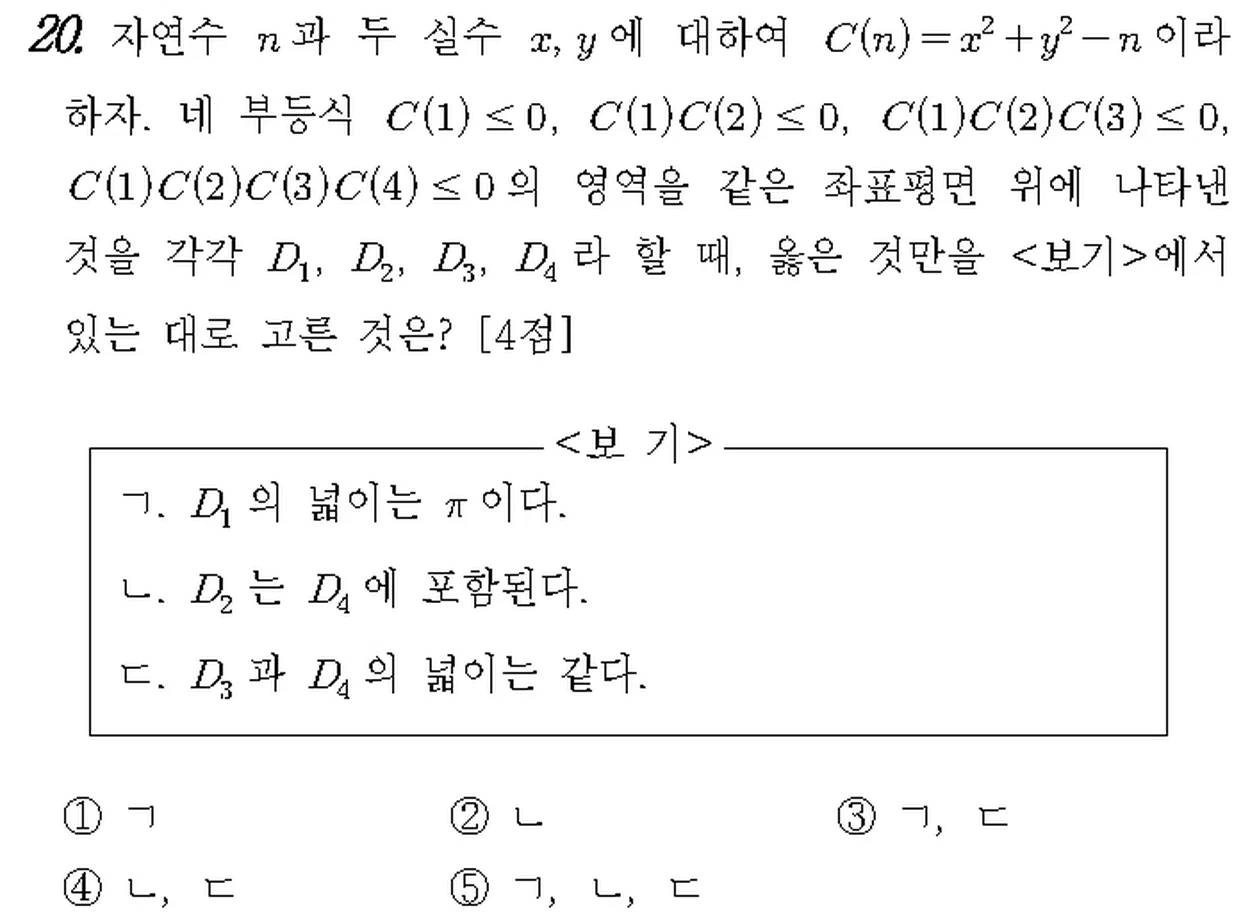 20. 자연수 n과 두 실수 x, y에 대하여 C(n)=x²+y²−n이라
하자. 네 부등식 C(1)≤0, C(1)C(2)≤0, C(1)C(2)C(3)≤0,
C(1)C(2)C(3)C(4)≤0의 영역을 같은 좌표평면 위에 나타낸
것을 각각 D₁, D₂, D₃, D₄라 할 때, 옳은 것만을 <보기>에서
있는 대로 고른 것은? [4점]
<보 기>
ㄱ. D₁의 넓이는 π이다.
ㄴ. D₂는 D₄에 포함된다.
ㄷ. D₃과 D₄의 넓이는 같다.
① ㄱ ② ㄴ ③ ㄱ, ㄷ
④ ㄴ, ㄷ ⑤ ㄱ, ㄴ, ㄷ